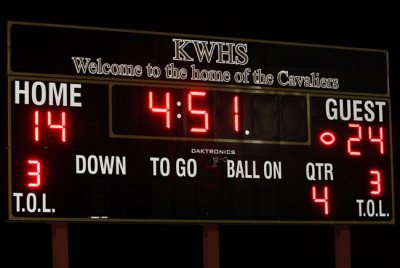 KWHS
Welcome to the home of the Cavaliers
HOME 4:51. GUEST
14 24
DAKTRONICS
3 DOWN TO GO BALL ON QTR 3
T.O.L. 4 T.O.L.